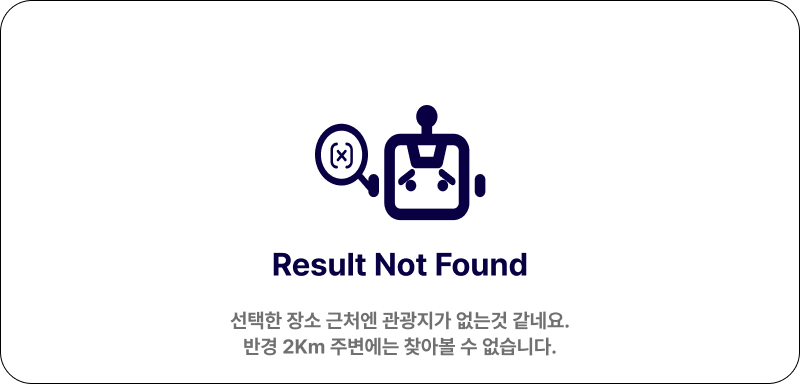 [x]
Result Not Found
선택한 장소 근처엔 관광지가 없는것 같네요.
반경 2Km 주변에는 찾아볼 수 없습니다.